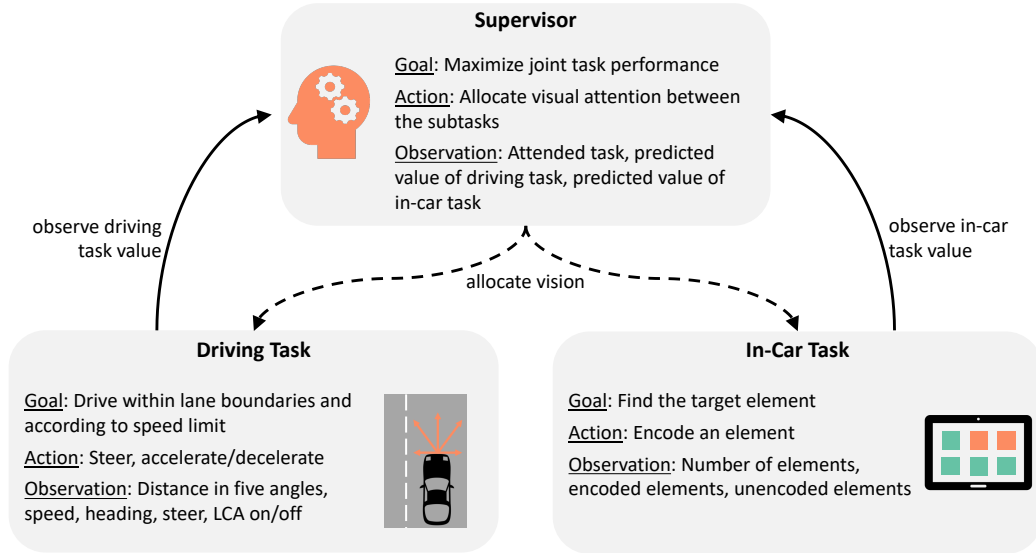 Supervisor
Goal: Maximize joint task performance
Action: Allocate visual attention between
the subtasks
Observation: Attended task, predicted
value of driving task, predicted value of
in-car task
observe driving
task value
observe in-car
task value
allocate vision
Driving Task
Goal: Drive within lane boundaries and
according to speed limit
Action: Steer, accelerate/decelerate
Observation: Distance in five angles,
speed, heading, steer, LCA on/off
In-Car Task
Goal: Find the target element
Action: Encode an element
Observation: Number of elements,
encoded elements, unencoded elements